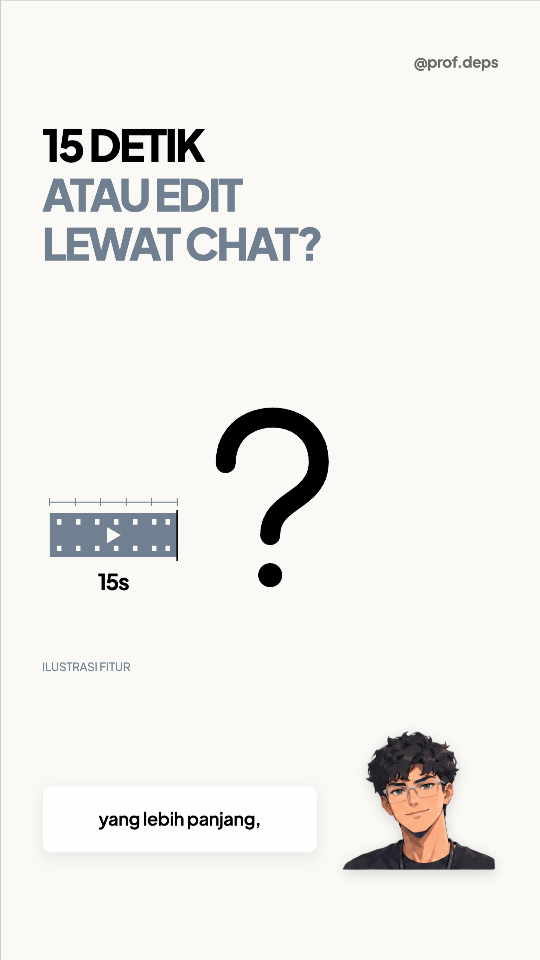 @prof.deps
15 DETIK
ATAU EDIT
LEWAT CHAT?
?
15s
ILUSTRASI FITUR
yang lebih panjang,